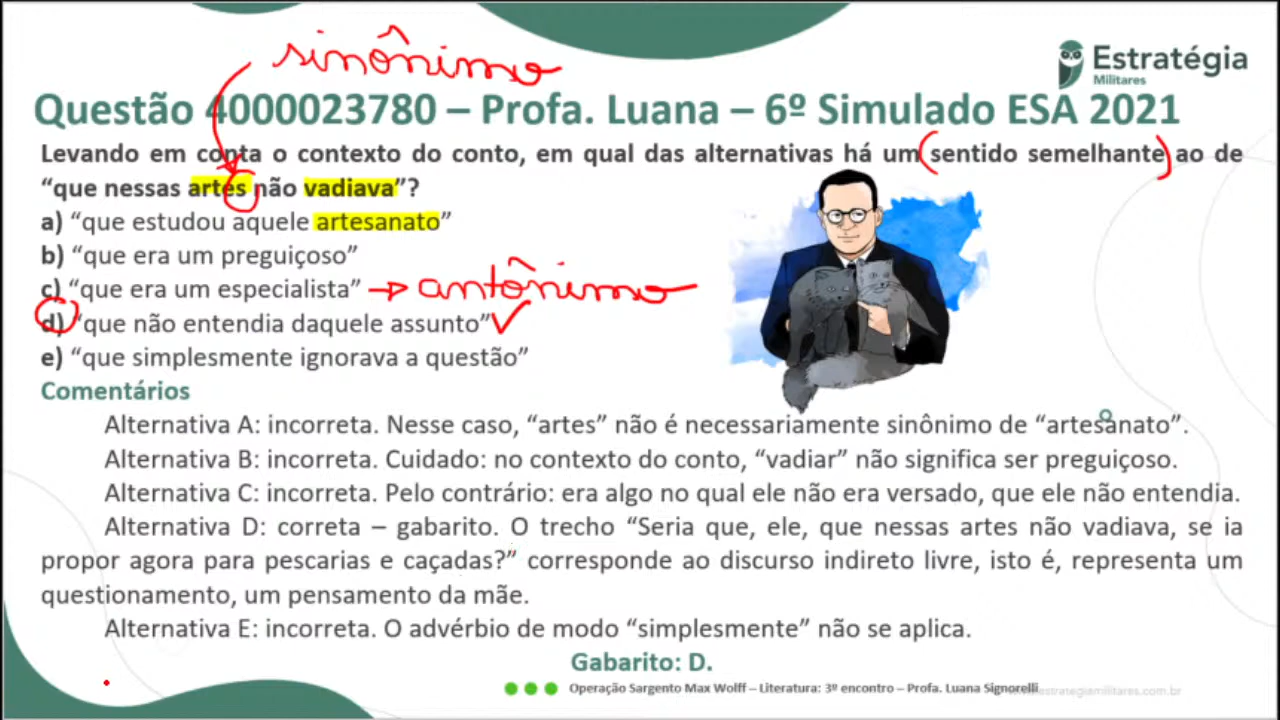 sinônimo
Estratégia
Militares
Questão 4000023780 – Profa. Luana – 6º Simulado ESA 2021
Levando em conta o contexto do conto, em qual das alternativas há um sentido semelhante ao de
“que nessas artes não vadiava”?
a) “que estudou aquele artesanato”
b) “que era um preguiçoso”
c) “que era um especialista” → antônimo
d) “que não entendia daquele assunto”
e) “que simplesmente ignorava a questão”
Comentários
Alternativa A: incorreta. Nesse caso, “artes” não é necessariamente sinônimo de “artesanato”.
Alternativa B: incorreta. Cuidado: no contexto do conto, “vadiar” não significa ser preguiçoso.
Alternativa C: incorreta. Pelo contrário: era algo no qual ele não era versado, que ele não entendia.
Alternativa D: correta – gabarito. O trecho “Seria que, ele, que nessas artes não vadiava, se ia
propor agora para pescarias e caçadas?” corresponde ao discurso indireto livre, isto é, representa um
questionamento, um pensamento da mãe.
Alternativa E: incorreta. O advérbio de modo “simplesmente” não se aplica.
Gabarito: D.
Operação Sargento Max Wolff – Literatura: 3º encontro – Profa. Luana Signorelli
estrategiamilitares.com.br